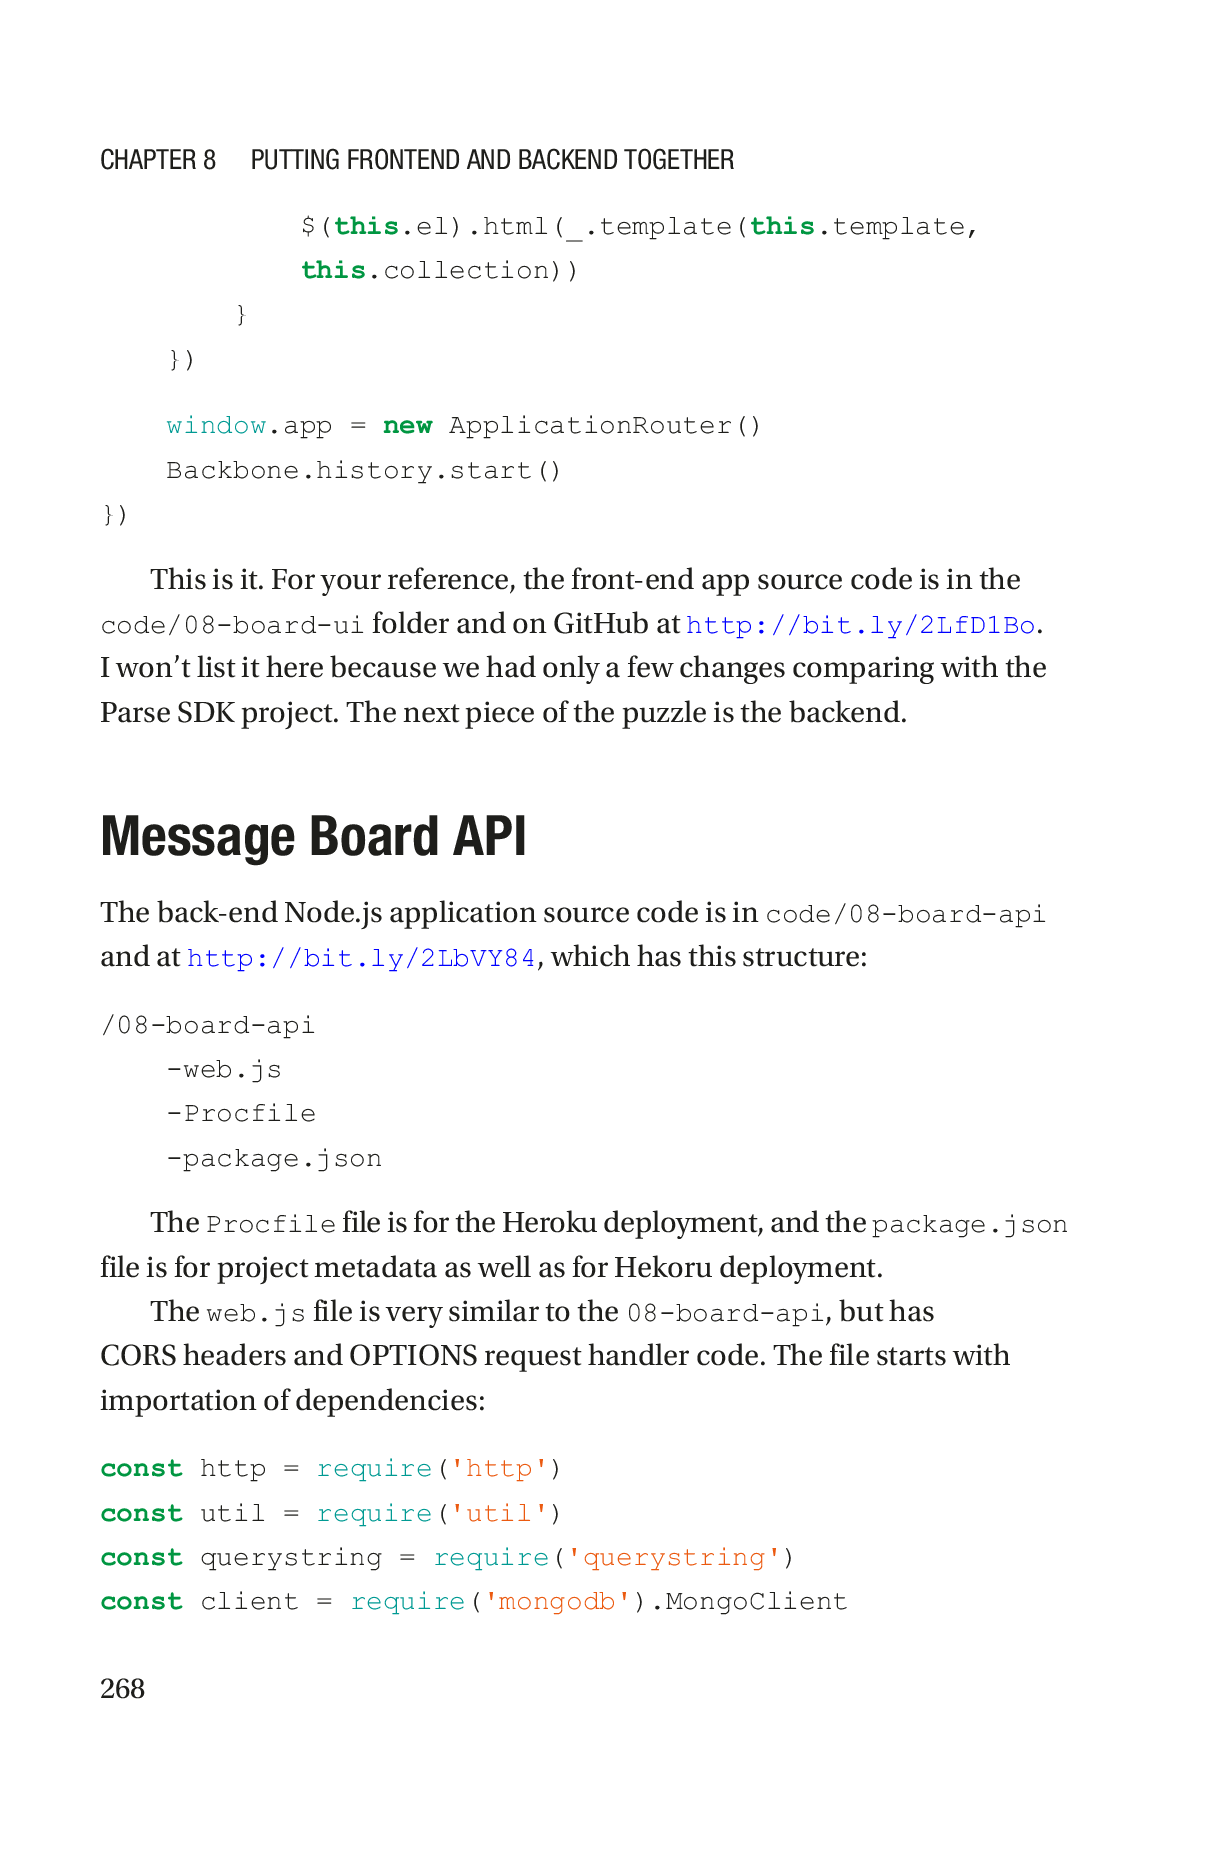 CHAPTER 8 PUTTING FRONTEND AND BACKEND TOGETHER
$(this.el).html(_.template(this.template,
this.collection))
}
})
window.app = new ApplicationRouter()
Backbone.history.start()
})
This is it. For your reference, the front-end app source code is in the
code/08-board-ui folder and on GitHub at http://bit.ly/2LfD1Bo.
I won’t list it here because we had only a few changes comparing with the
Parse SDK project. The next piece of the puzzle is the backend.
Message Board API
The back-end Node.js application source code is in code/08-board-api
and at http://bit.ly/2LbVY84, which has this structure:
/08-board-api
-web.js
-Procfile
-package.json
The Procfile file is for the Heroku deployment, and the package.json
file is for project metadata as well as for Hekoru deployment.
The web.js file is very similar to the 08-board-api, but has
CORS headers and OPTIONS request handler code. The file starts with
importation of dependencies:
const http = require('http')
const util = require('util')
const querystring = require('querystring')
const client = require('mongodb').MongoClient
268